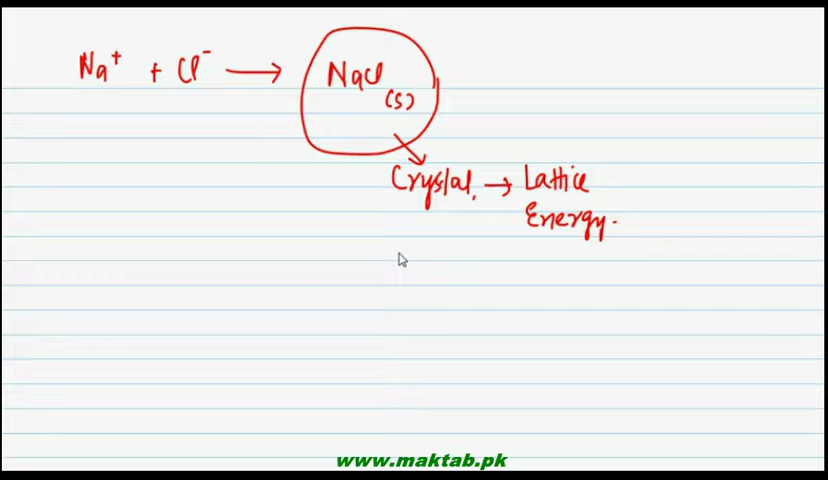 Na⁺ + Cl⁻ → NaCl
(s)
Crystal. → Lattice
Energy.
www.maktab.pk